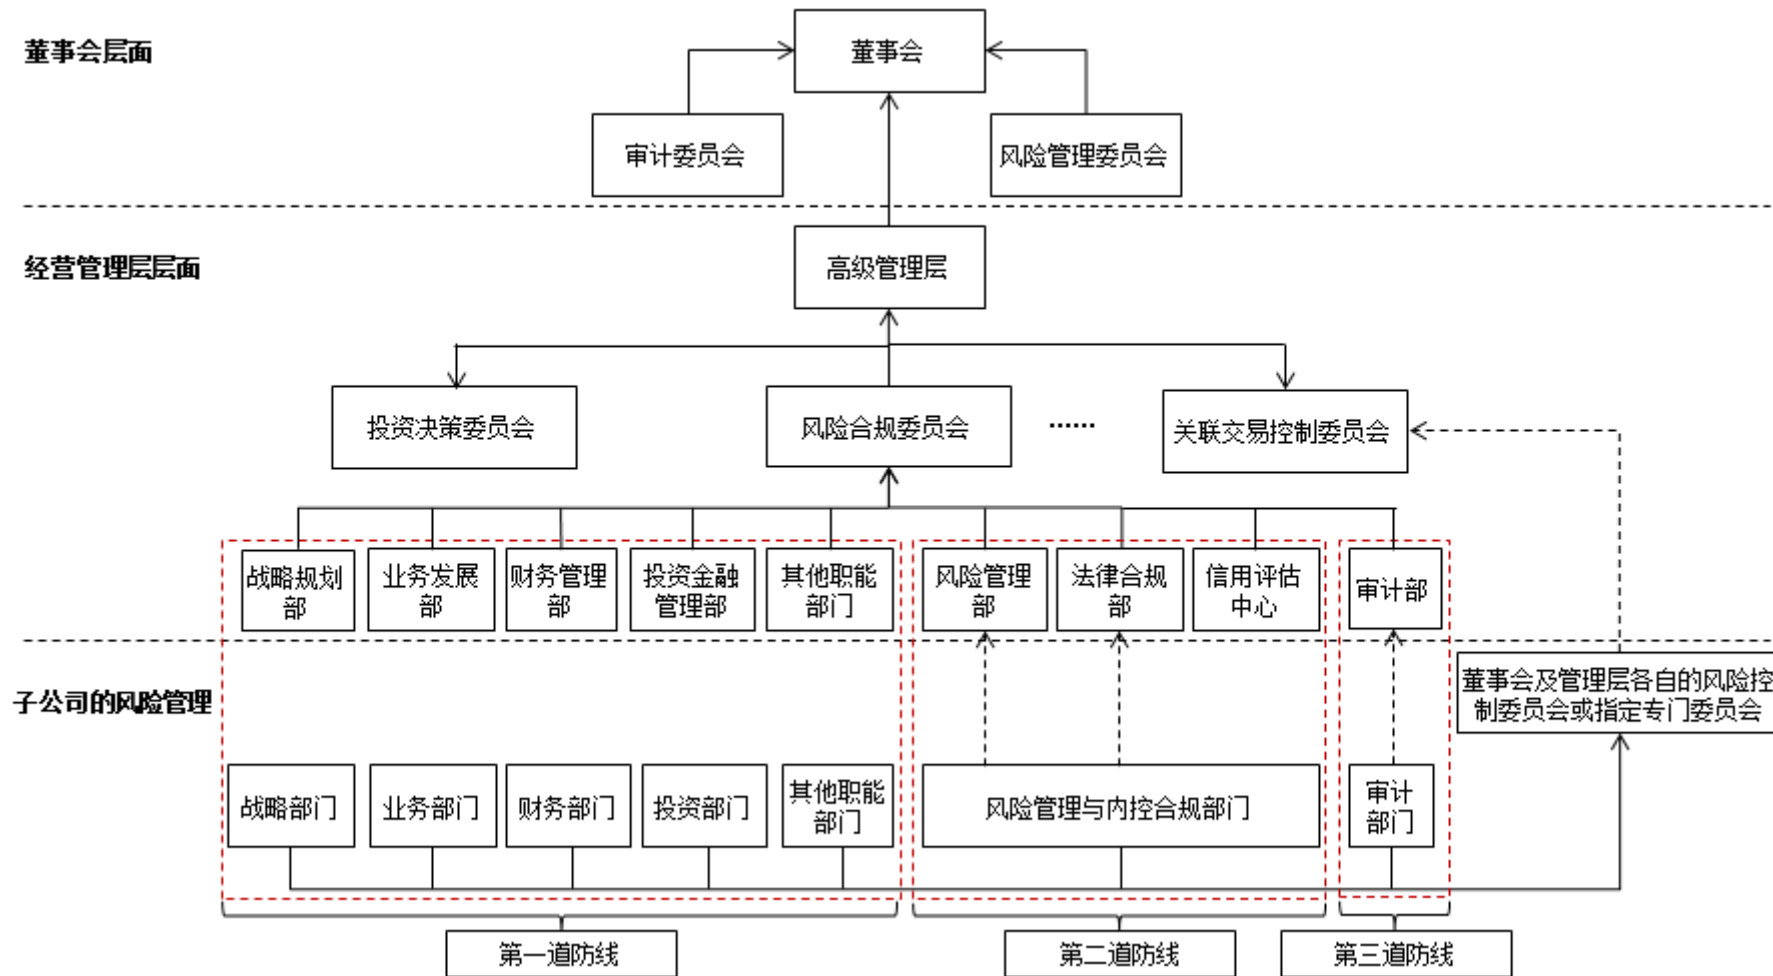 董事会层面
董事会
审计委员会
风险管理委员会
经营管理层层面
高级管理层
投资决策委员会
风险合规委员会
······
关联交易控制委员会
战略规划
部
业务发展
部
财务管理
部
投资金融
管理部
其他职能
部门
风险管理
部
法律合规
部
信用评估
中心
审计部
子公司的风险管理
董事会及管理层各自的风险控
制委员会或指定专门委员会
战略部门
业务部门
财务部门
投资部门
其他职能
部门
风险管理与内控合规部门
审计
部门
第一道防线
第二道防线
第三道防线